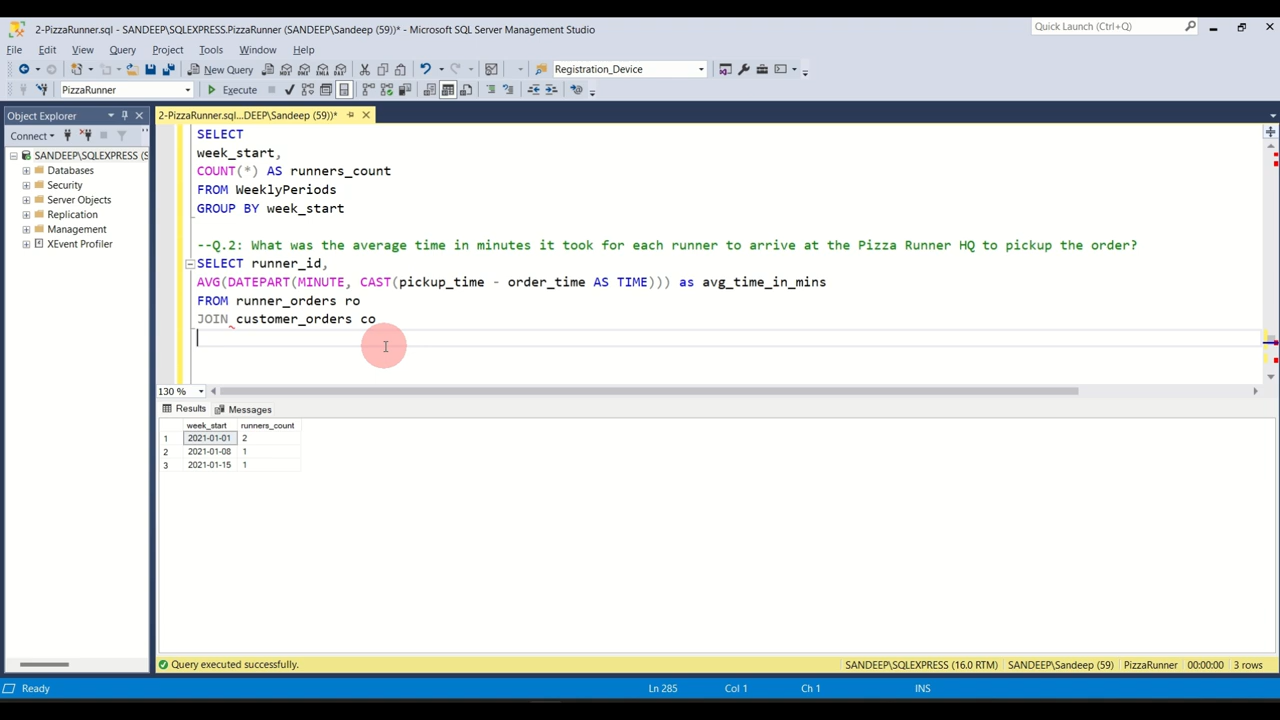 2-PizzaRunner.sql - SANDEEP\SQLEXPRESS.PizzaRunner (SANDEEP\Sandeep (59))* - Microsoft SQL Server Management Studio
Quick Launch (Ctrl+Q)
File Edit View Query Project Tools Window Help
New Query Registration_Device
PizzaRunner Execute
Object Explorer
2-PizzaRunner.sql...DEEP\Sandeep (59))*
Connect
SANDEEP\SQLEXPRESS (S
Databases
Security
Server Objects
Replication
Management
XEvent Profiler
SELECT
week_start,
COUNT(*) AS runners_count
FROM WeeklyPeriods
GROUP BY week_start
--Q.2: What was the average time in minutes it took for each runner to arrive at the Pizza Runner HQ to pickup the order?
SELECT runner_id,
AVG(DATEPART(MINUTE, CAST(pickup_time - order_time AS TIME))) as avg_time_in_mins
FROM runner_orders ro
JOIN customer_orders co
130 %
Results Messages
week_start runners_count
1 2021-01-01 2
2 2021-01-08 1
3 2021-01-15 1
Query executed successfully. SANDEEP\SQLEXPRESS (16.0 RTM) SANDEEP\Sandeep (59) PizzaRunner 00:00:00 3 rows
Ready Ln 285 Col 1 Ch 1 INS